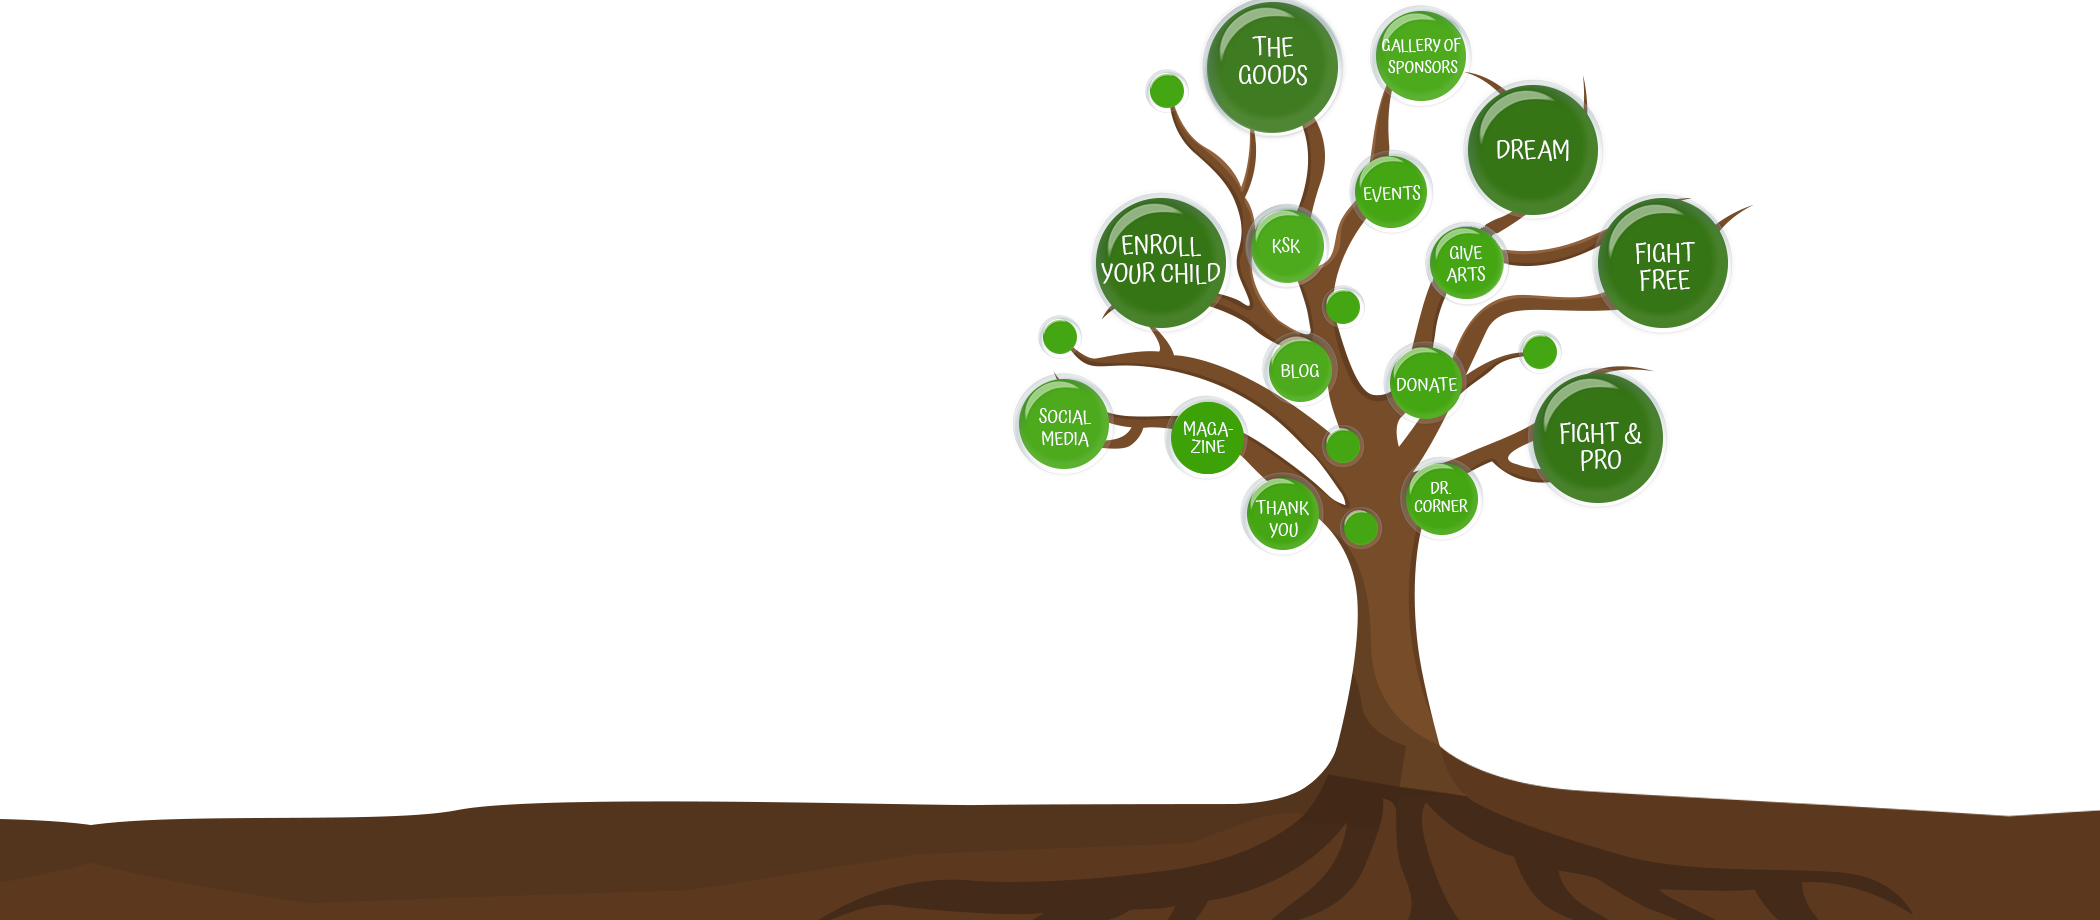 THE
GOODS
GALLERY OF
SPONSORS
DREAM
EVENTS
ENROLL
YOUR CHILD
KSK
GIVE
ARTS
FIGHT
FREE
BLOG
DONATE
SOCIAL
MEDIA
MAGA-
ZINE
FIGHT &
PRO
THANK
YOU
DR.
CORNER